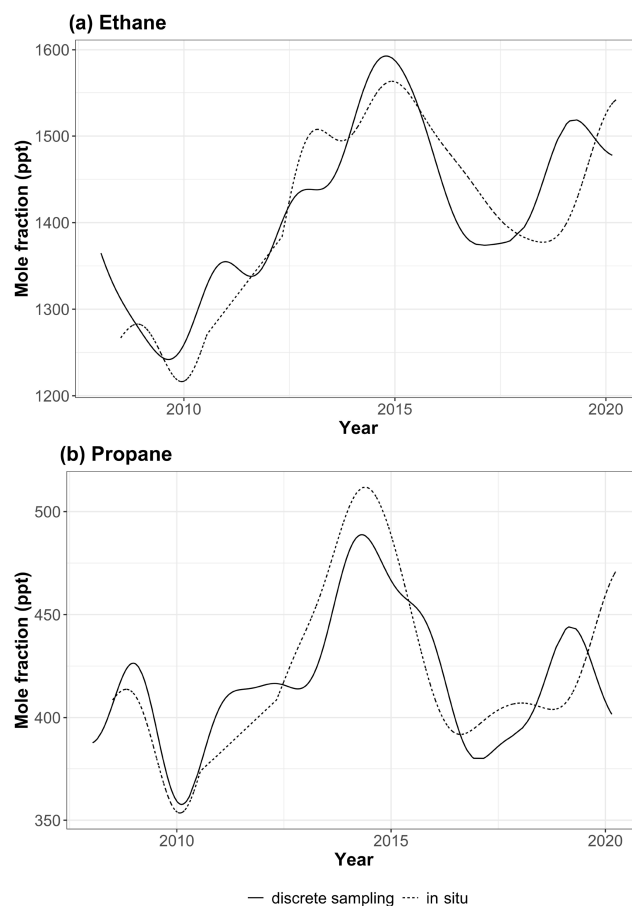 (a) Ethane
1600
1500
1400
1300
1200
Mole fraction (ppt)
2010 2015 2020
Year
(b) Propane
500
450
400
350
Mole fraction (ppt)
2010 2015 2020
Year
discrete sampling in situ